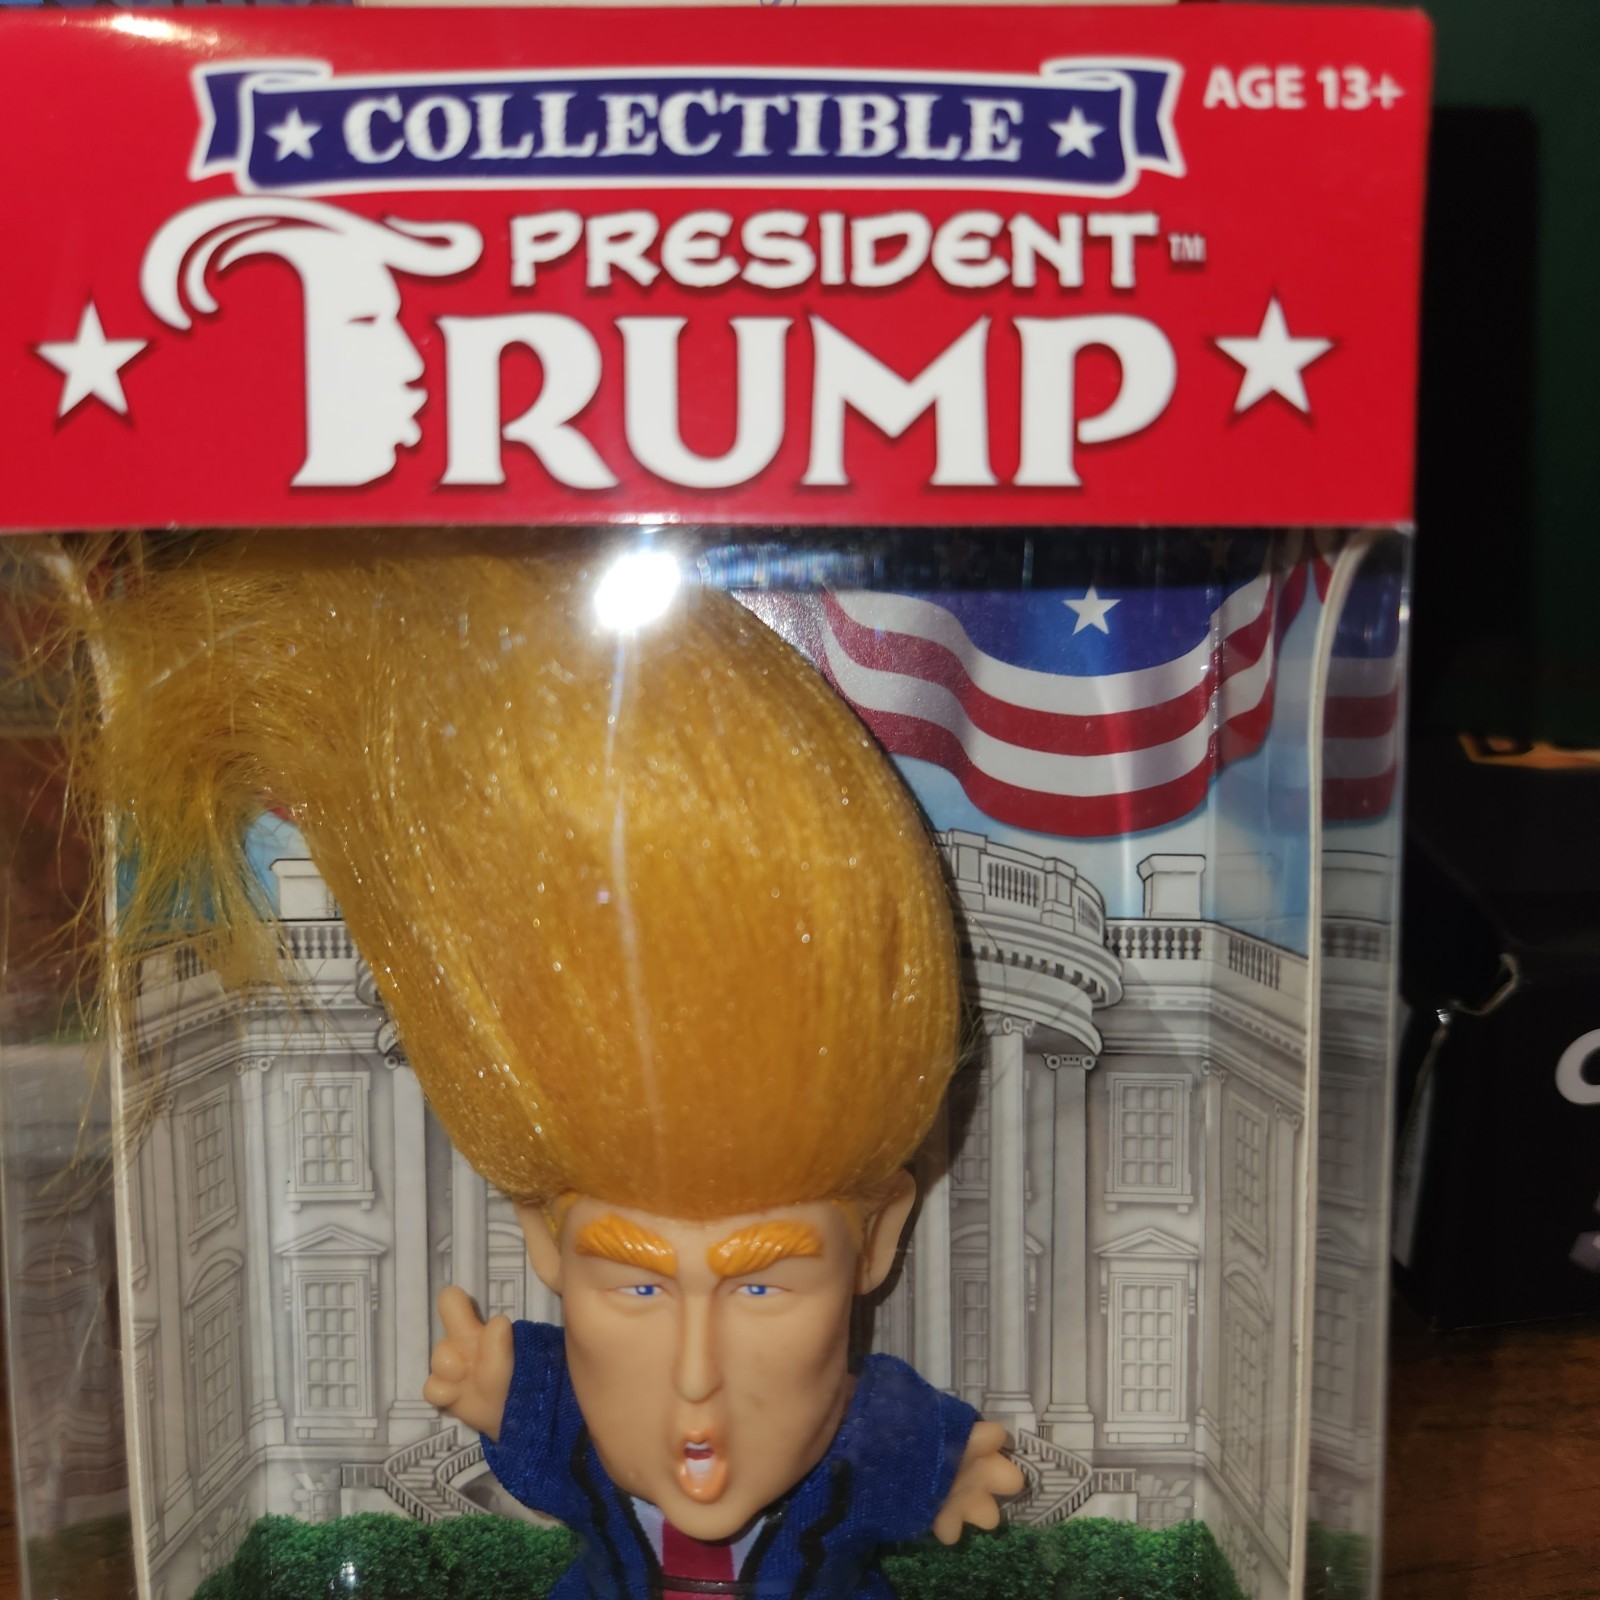 COLLECTIBLE
AGE 13+
PRESIDENT™
TRUMP